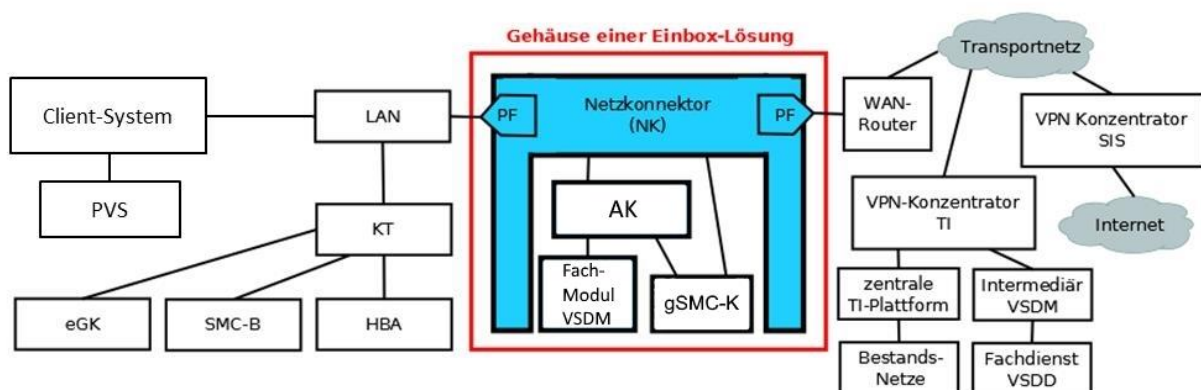 Gehäuse einer Einbox-Lösung
Transportnetz
Client-System
LAN
PF
Netzkonnektor
(NK)
PF
WAN-
Router
VPN Konzentrator
SIS
PVS
KT
AK
VPN-Konzentrator
TI
Internet
Fach-
Modul
VSDM
gSMC-K
zentrale
TI-Plattform
Intermediär
VSDM
eGK
SMC-B
HBA
Bestands-
Netze
Fachdienst
VSDD